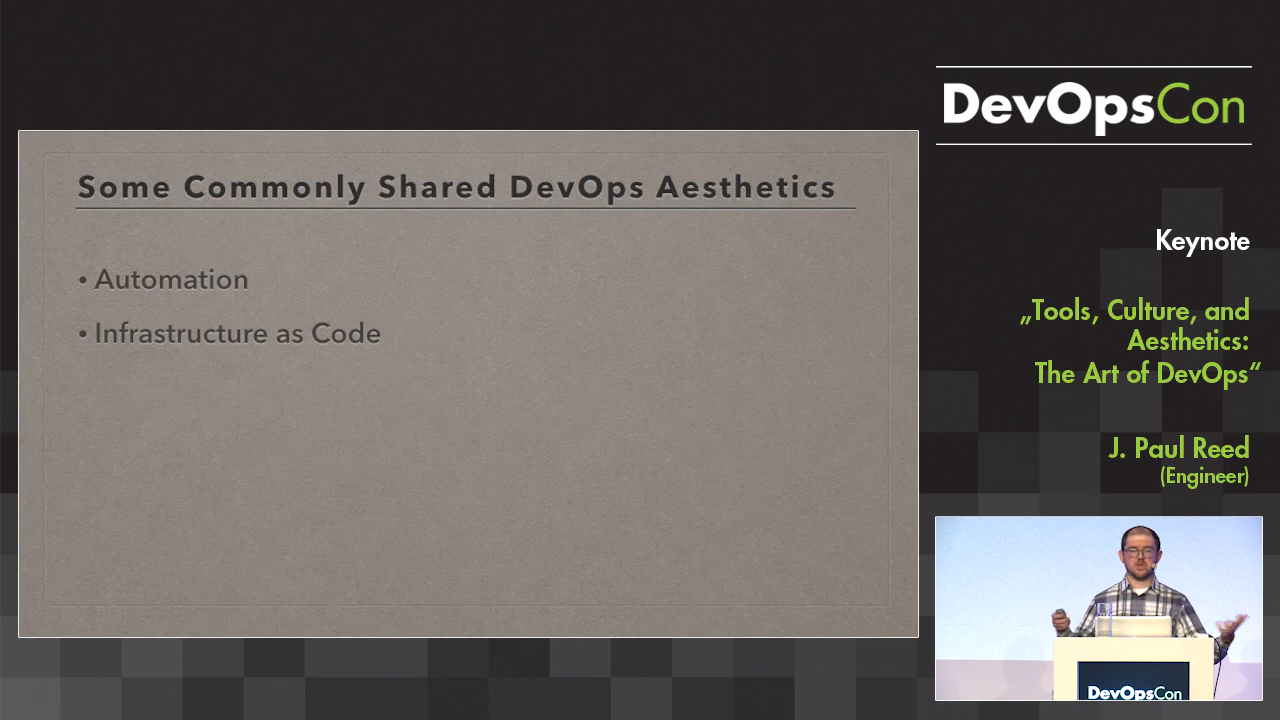 Some Commonly Shared DevOps Aesthetics
• Automation
• Infrastructure as Code
DevOpsCon
Keynote
„Tools, Culture, and
Aesthetics:
The Art of DevOps“
J. Paul Reed
(Engineer)
DevOpsCon